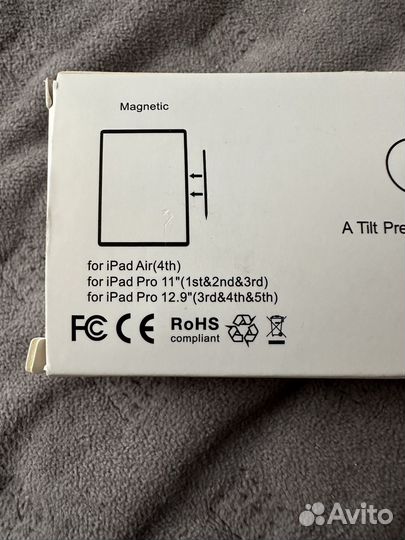 Magnetic
A Tilt Pre
for iPad Air(4th)
for iPad Pro 11"(1st&2nd&3rd)
for iPad Pro 12.9"(3rd&4th&5th)
FC CE RoHS
compliant
Avito